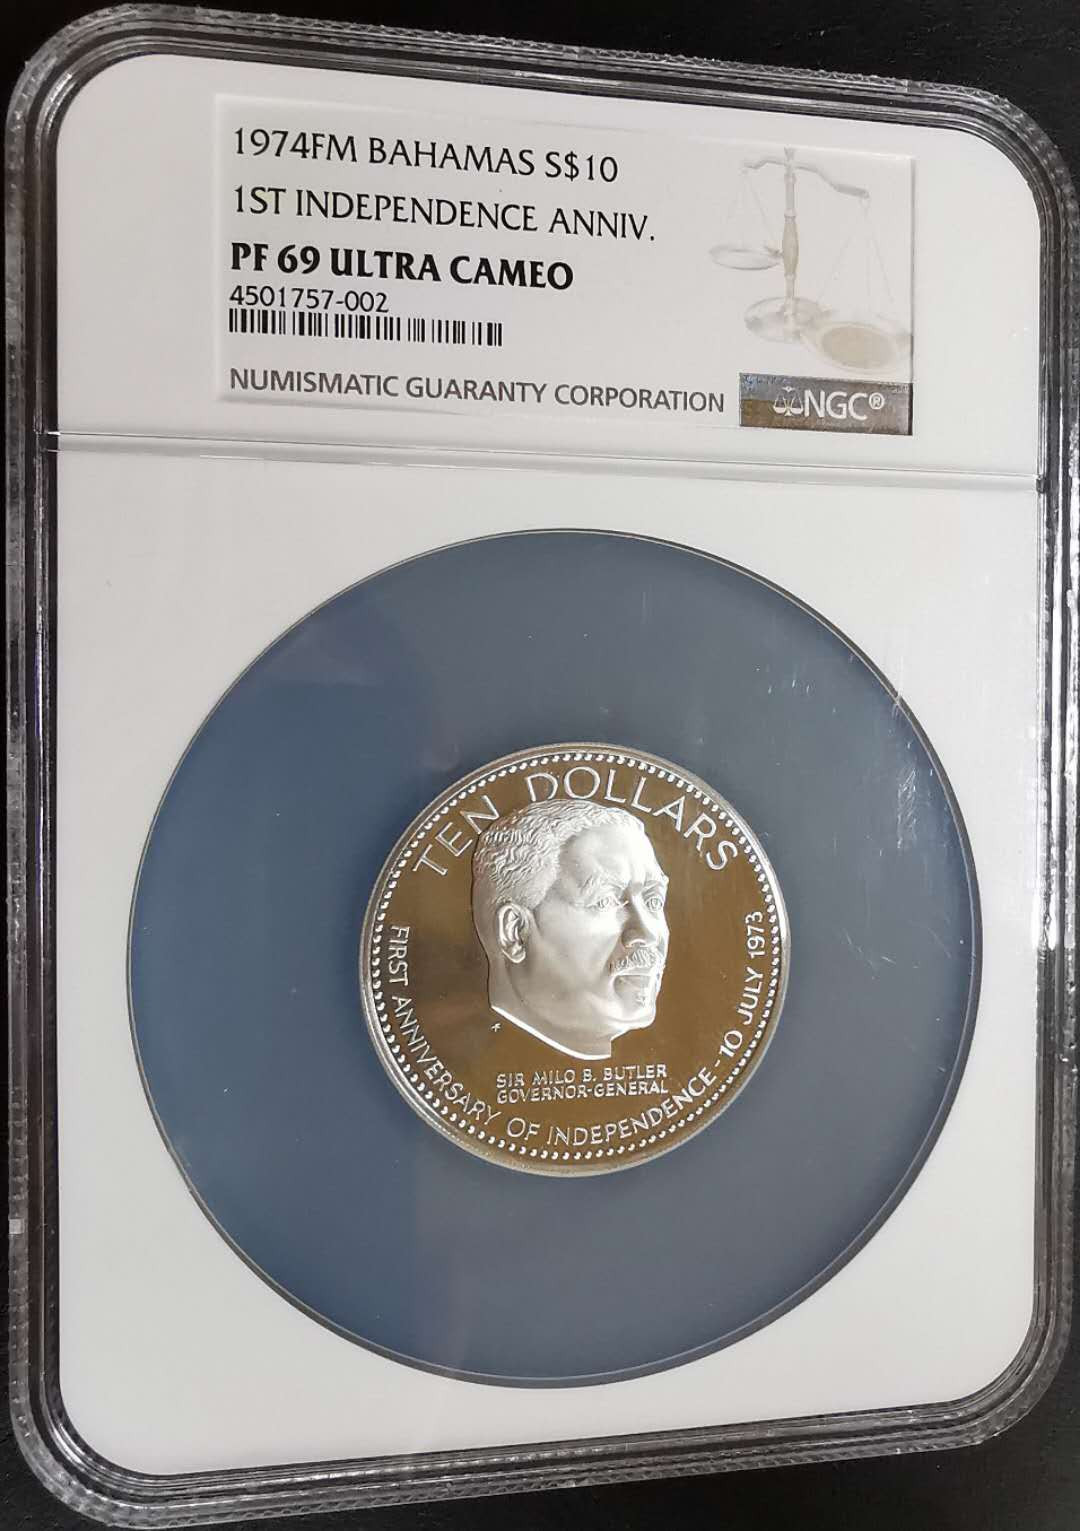 1974FM BAHAMAS S$10
1ST INDEPENDENCE ANNIV.
PF 69 ULTRA CAMEO
4501757-002
NUMISMATIC GUARANTY CORPORATION
NGC®
TEN DOLLARS
SIR MILO B. BUTLER
GOVERNOR-GENERAL
FIRST ANNIVERSARY OF INDEPENDENCE-10 JULY 1973